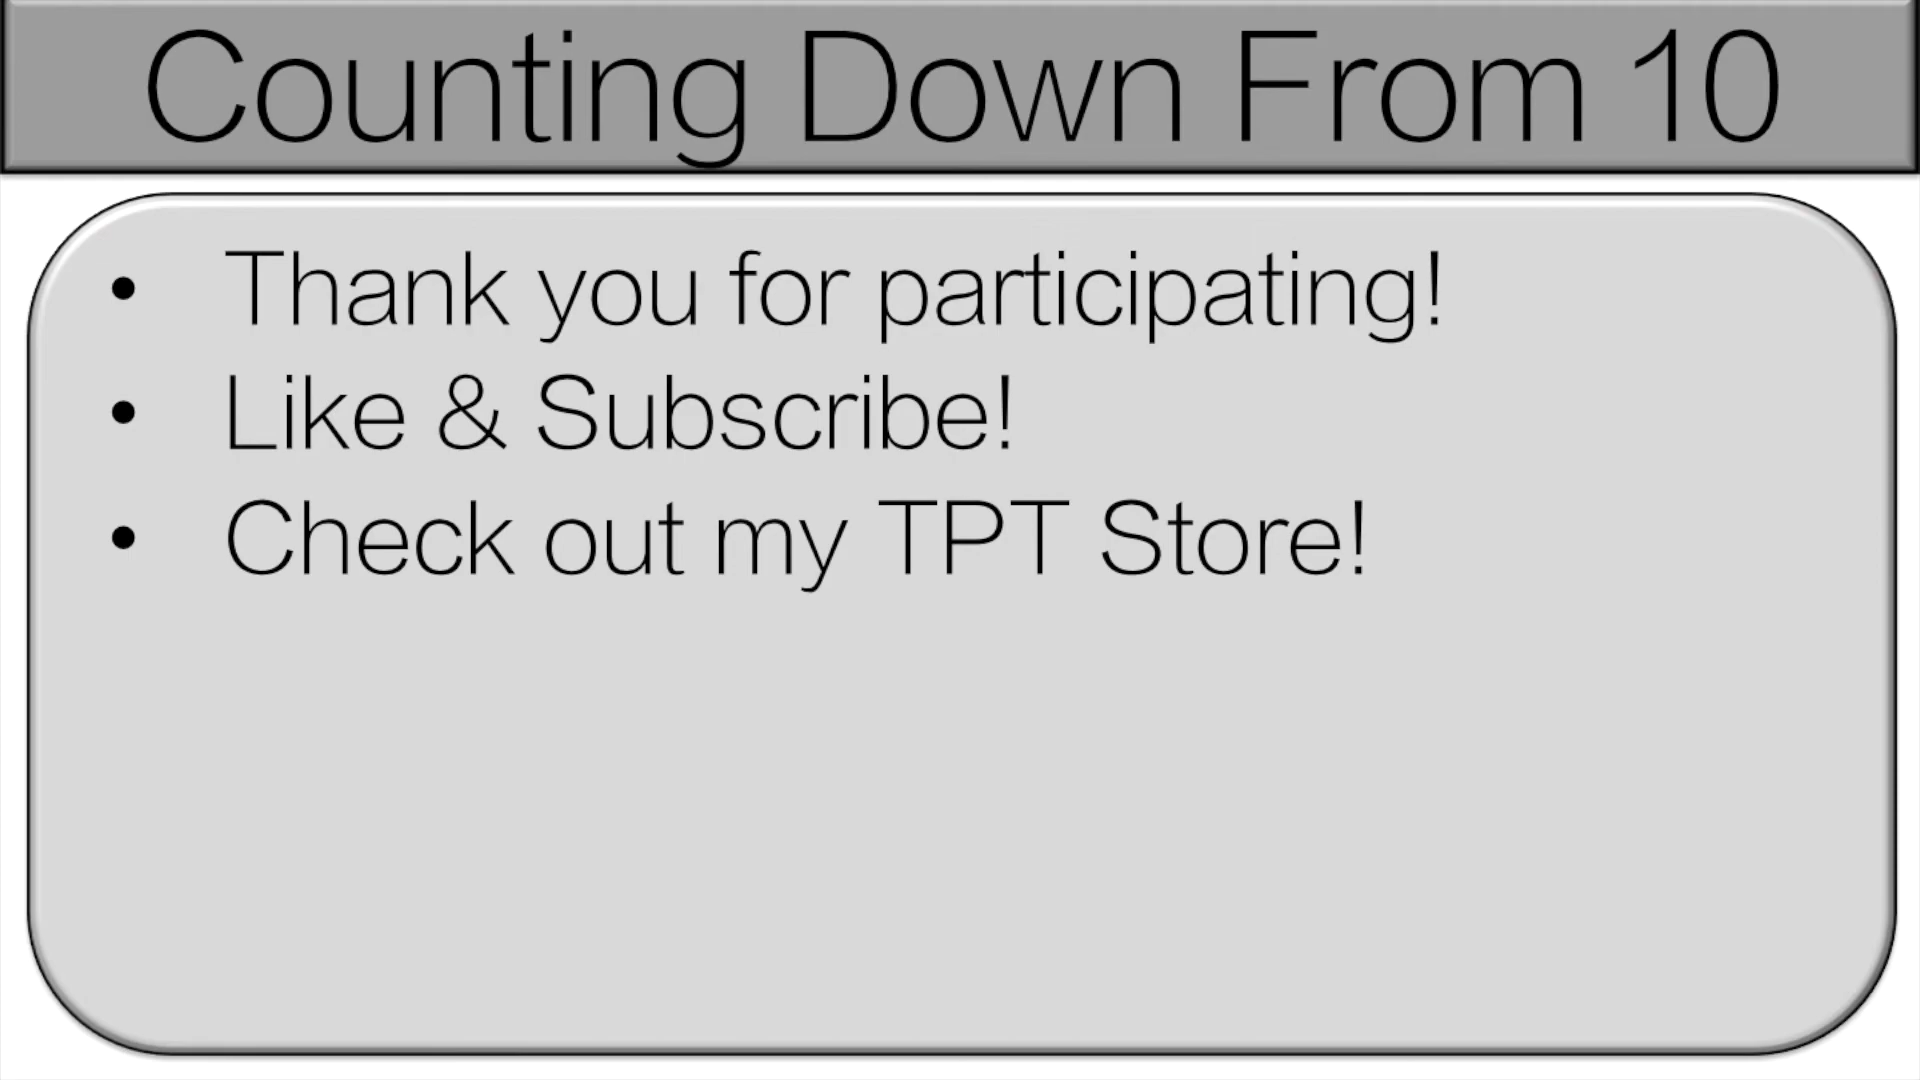 Counting Down From 10
• Thank you for participating!
• Like & Subscribe!
• Check out my TPT Store!